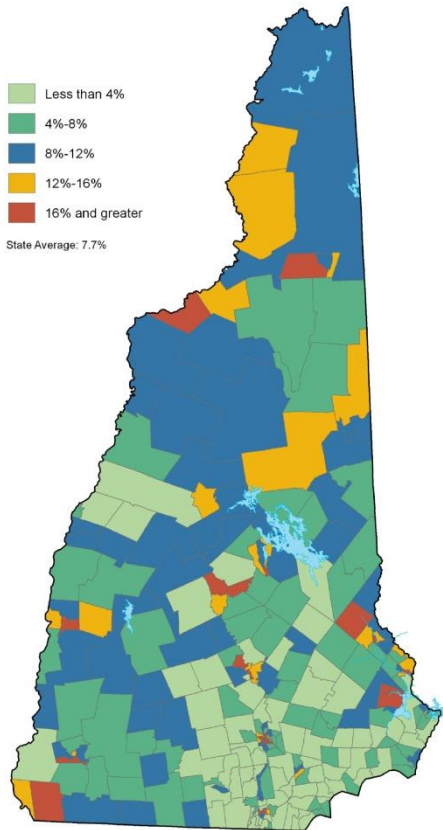 Less than 4%
4%-8%
8%-12%
12%-16%
16% and greater
State Average: 7.7%